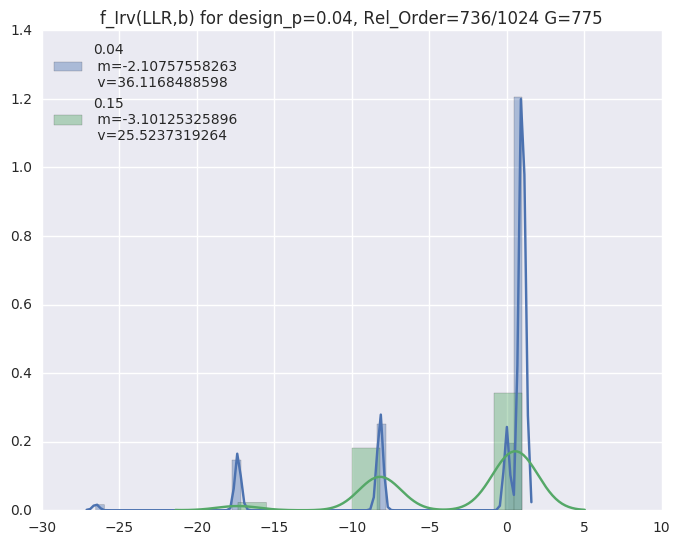 f_Irv(LLR,b) for design_p=0.04, Rel_Order=736/1024 G=775
0.04
m=-2.10757558263
v=36.1168488598
0.15
m=-3.10125325896
v=25.5237319264
1.4
1.2
1.0
0.8
0.6
0.4
0.2
0.0
−30 −25 −20 −15 −10 −5 0 5 10